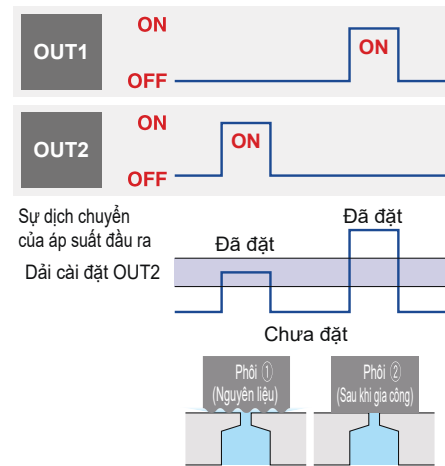 ON
OUT1
ON
OFF
ON
OUT2
ON
OFF
Sự dịch chuyển
của áp suất đầu ra
Đã đặt
Đã đặt
Dải cài đặt OUT2
Chưa đặt
Phôi ①
(Nguyên liệu)
Phôi ②
(Sau khi gia công)